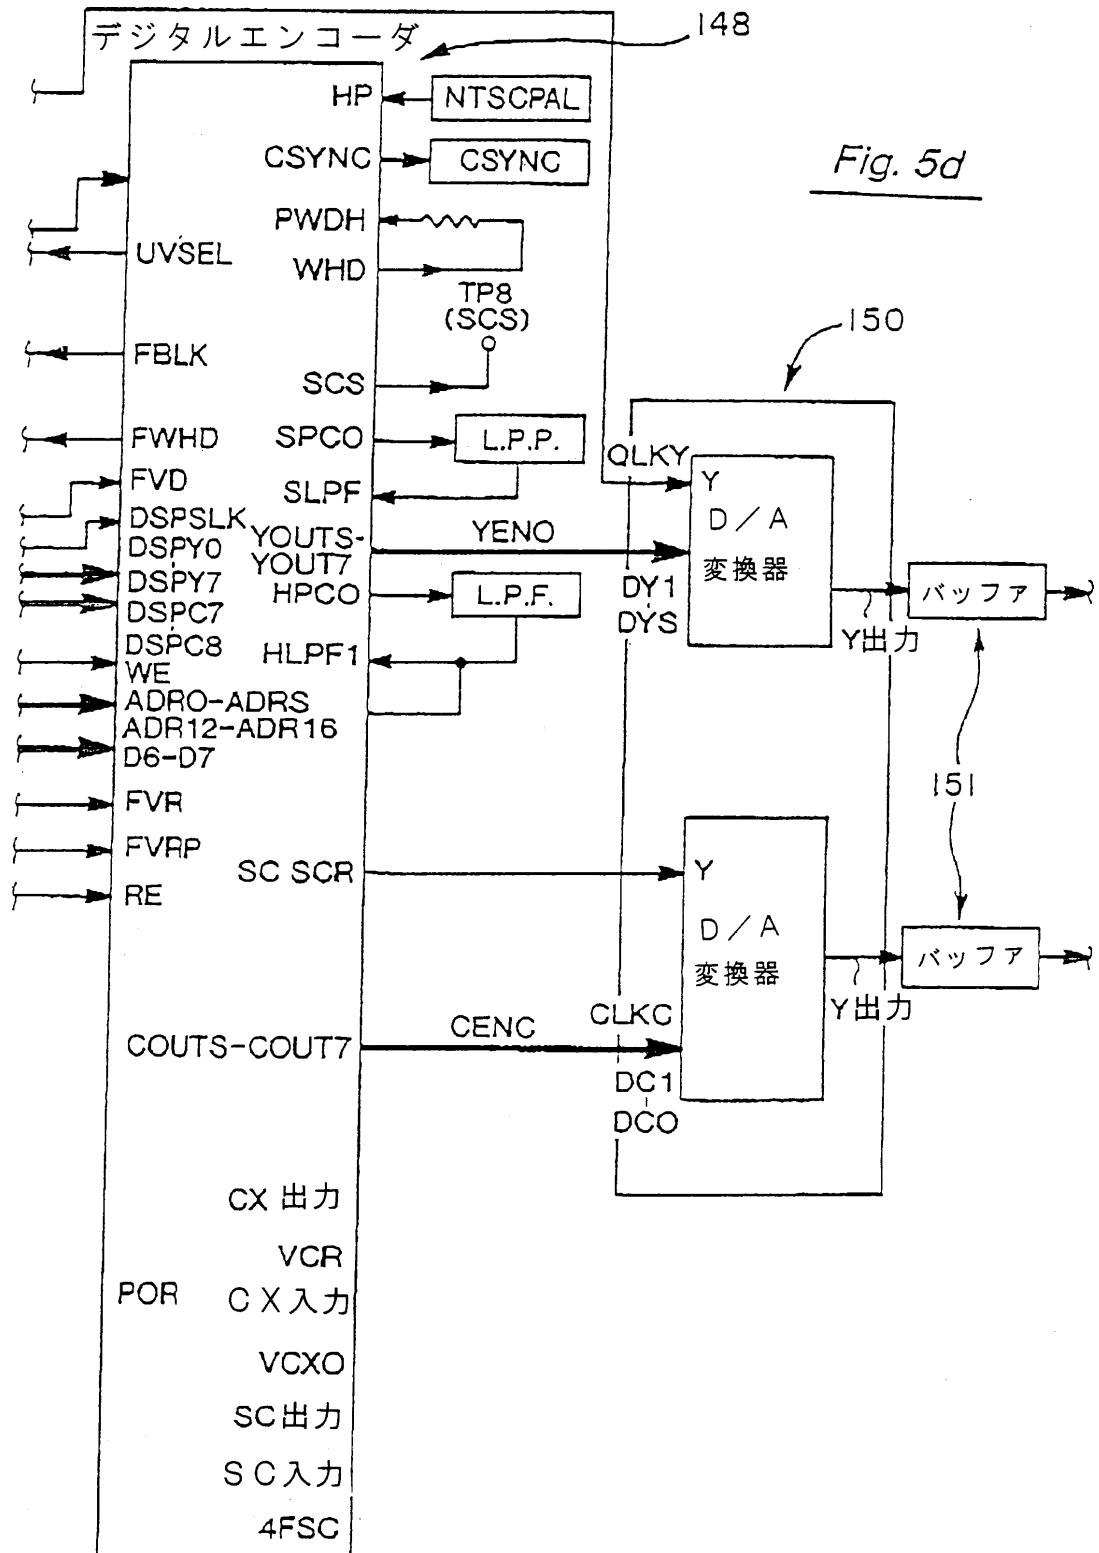 デジタルエンコーダ
148
Fig. 5d
HP
NTSCPAL
CSYNC
CSYNC
PWDH
WHD
UVSEL
TP8
(SCS)
150
FBLK
SCS
FWHD
SPCO
L.P.P.
QLKY
FVD
SLPF
Y
D/A
変換器
DSPSLK
DSPY0
DSPY7
DSPC7
DSPC8
YOUTS-
YOUT7
YENO
HPCO
L.P.F.
DY1
DYS
Y出力
バッファ
HLPF1
WE
ADR0-ADRS
ADR12-ADR16
D6-D7
151
FVR
FVRP
RE
SC SCR
Y
D/A
変換器
バッファ
Y出力
CLKC
CENC
COUTS-COUT7
DC1
DCO
CX 出力
VCR
POR
CX入力
VCXO
SC出力
SC入力
4FSC